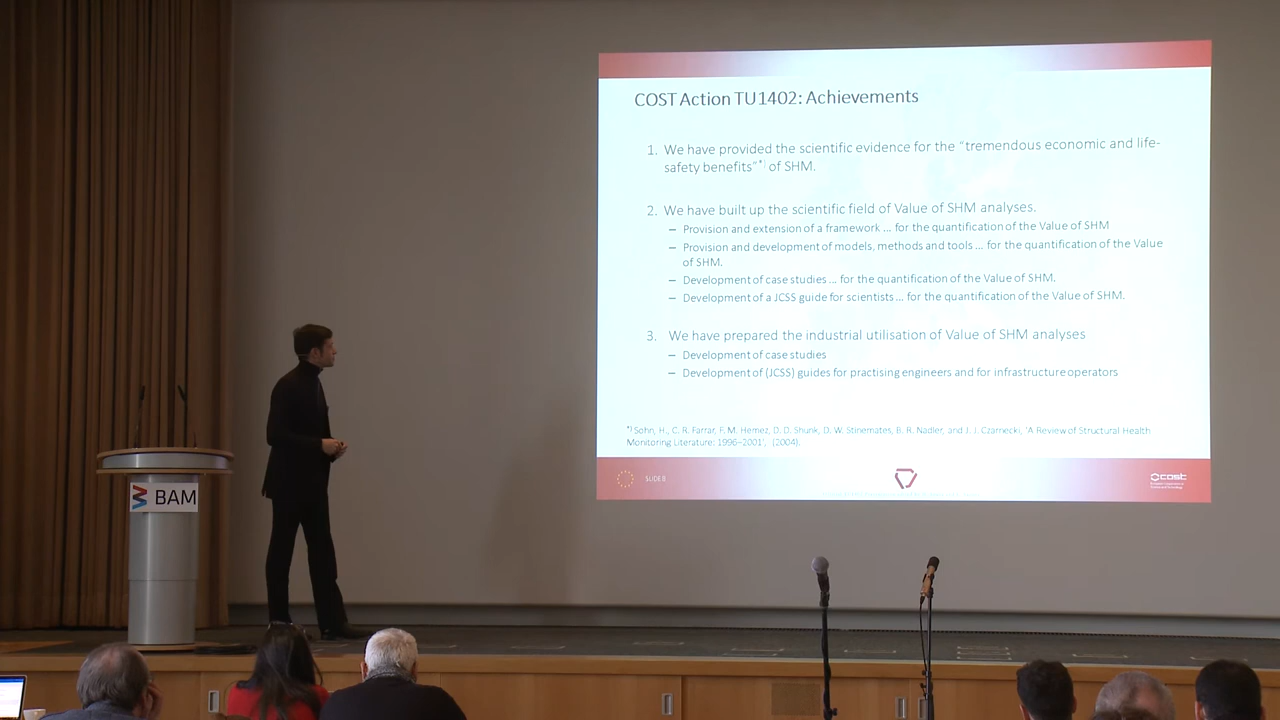 COST Action TU1402: Achievements
1. We have provided the scientific evidence for the "tremendous economic and life-
safety benefits"*) of SHM.
2. We have built up the scientific field of Value of SHM analyses.
– Provision and extension of a framework ... for the quantification of the Value of SHM
– Provision and development of models, methods and tools ... for the quantification of the Value
of SHM.
– Development of case studies ... for the quantification of the Value of SHM.
– Development of a JCSS guide for scientists ... for the quantification of the Value of SHM.
3. We have prepared the industrial utilisation of Value of SHM analyses
– Development of case studies
– Development of (JCSS) guides for practising engineers and for infrastructure operators
*) Sohn, H., C. R. Farrar, F. M. Hemez, D. D. Shunk, D. W. Stinemates, B. R. Nadler, and J. J. Czarnecki, 'A Review of Structural Health
Monitoring Literature: 1996–2001', (2004).
SLIDE 8
cost
BAM